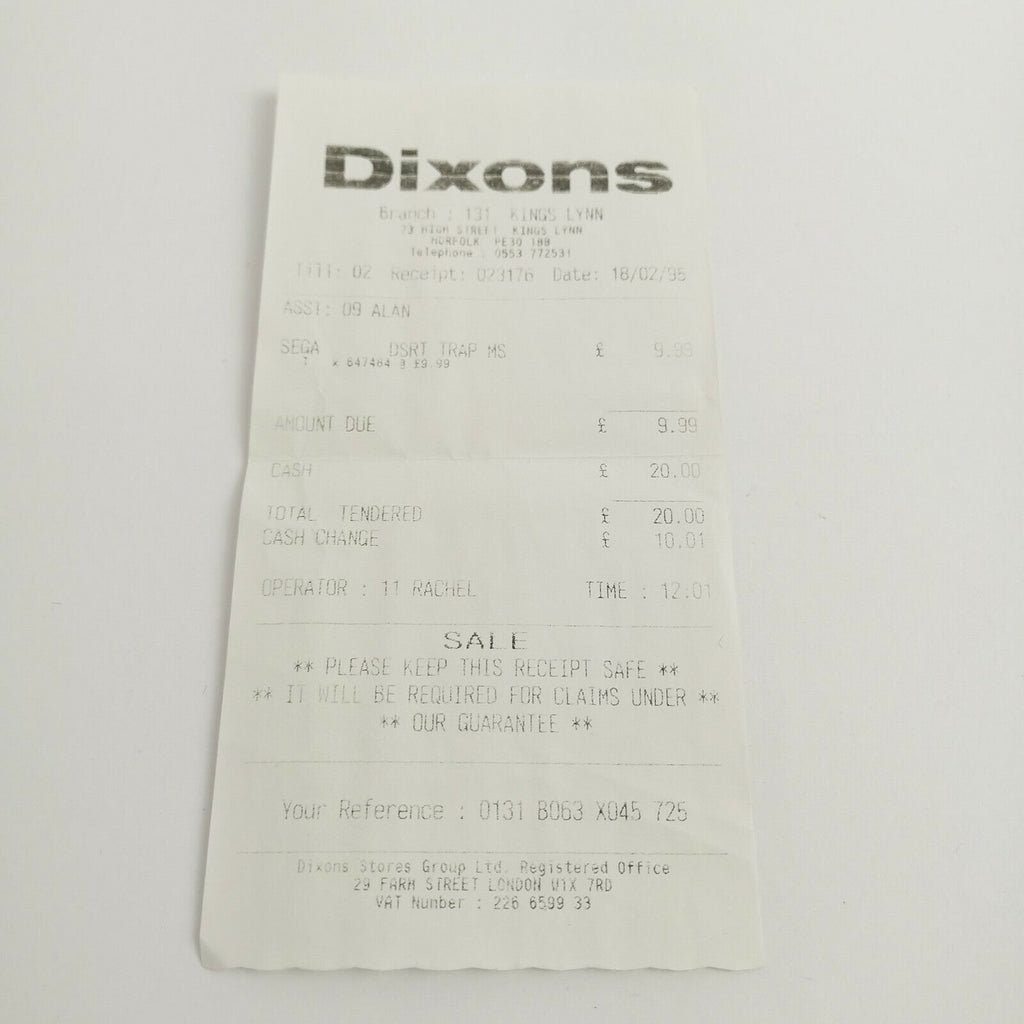 Dixons
Branch : 131 KINGS LYNN
73 HIGH STREET KINGS LYNN
NORFOLK PE30 1BB
Telephone : 0553 772531
Till: 02 Receipt: 023176 Date: 18/02/95
ASST: 09 ALAN
SEGA DSRT TRAP MS £ 9.99
1 x 647484 @ £9.99
AMOUNT DUE £ 9.99
CASH £ 20.00
TOTAL TENDERED £ 20.00
CASH CHANGE £ 10.01
OPERATOR : 11 RACHEL TIME : 12:01
SALE
** PLEASE KEEP THIS RECEIPT SAFE **
** IT WILL BE REQUIRED FOR CLAIMS UNDER **
** OUR GUARANTEE **
Your Reference : 0131 B063 X045 725
Dixons Stores Group Ltd. Registered Office
29 FARM STREET LONDON W1X 7RD
VAT Number : 226 6599 33